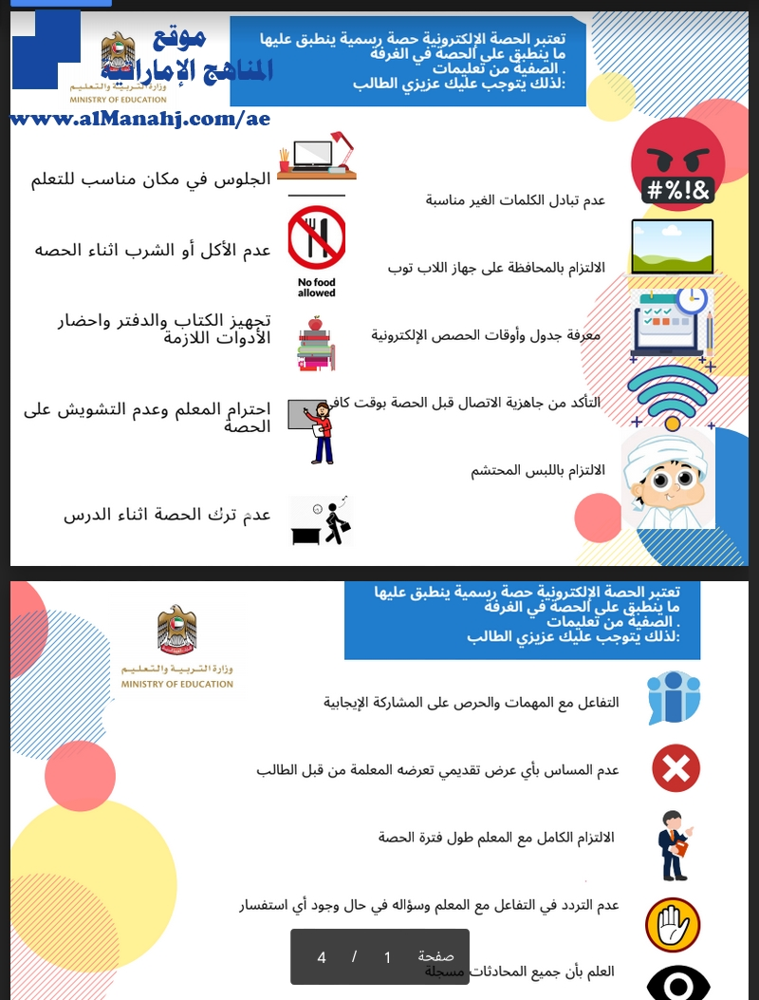 موقع
المناهج الإماراتية
وزارة التربية والتعليم
MINISTRY OF EDUCATION
www.alManahj.com/ae
تعتبر الحصة الإلكترونية حصة رسمية ينطبق عليها
ما ينطبق على الحصة في الغرفة
. الصفية من تعليمات
:لذلك يتوجب عليك عزيزي الطالب
#%!&
عدم تبادل الكلمات الغير مناسبة
الالتزام بالمحافظة على جهاز اللاب توب
معرفة جدول وأوقات الحصص الإلكترونية
التأكد من جاهزية الاتصال قبل الحصة بوقت كافي
الالتزام باللبس المحتشم
الجلوس في مكان مناسب للتعلم
عدم الأكل أو الشرب اثناء الحصه
No food
allowed
تجهيز الكتاب والدفتر واحضار
الأدوات اللازمة
احترام المعلم وعدم التشويش على
الحصة
عدم ترك الحصة اثناء الدرس
وزارة التربية والتعليم
MINISTRY OF EDUCATION
تعتبر الحصة الإلكترونية حصة رسمية ينطبق عليها
ما ينطبق على الحصة في الغرفة
. الصفية من تعليمات
:لذلك يتوجب عليك عزيزي الطالب
التفاعل مع المهمات والحرص على المشاركة الإيجابية
عدم المساس بأي عرض تقديمي تعرضه المعلمة من قبل الطالب
الالتزام الكامل مع المعلم طول فترة الحصة
عدم التردد في التفاعل مع المعلم وسؤاله في حال وجود أي استفسار
العلم بأن جميع المحادثات مسجلة
صفحة 1 / 4